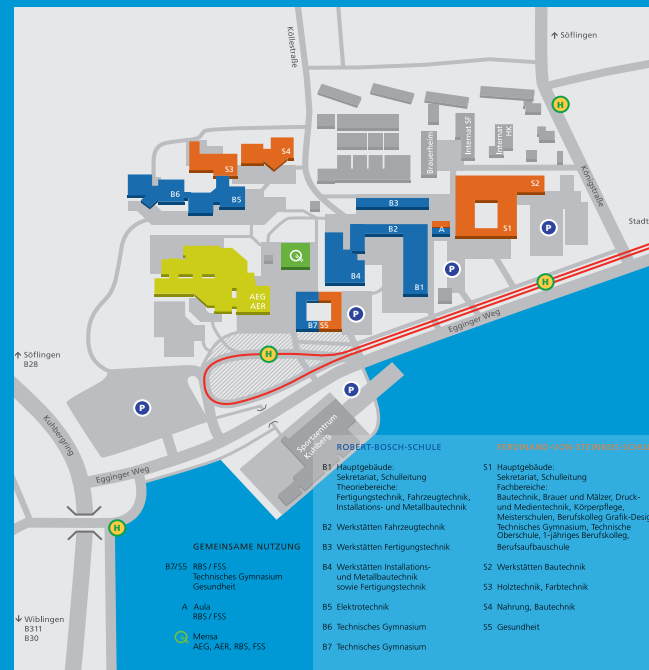 Köllestraße
↑ Söflingen
H
Brauerheim
Internat SF
Internat
HK
Königstraße
S4
S3
B6
B5
B3
B2
A
S2
S1
P
Stadt
B4
B1
P
H
AEG
AER
B7 S5
P
Egginger Weg
H
↑ Söflingen
B28
P
P
Kuhbergring
Egginger Weg
Sportzentrum
Kuhberg
H
↓ Wiblingen
B311
B30
GEMEINSAME NUTZUNG
B7/S5 RBS / FSS
Technisches Gymnasium
Gesundheit
A Aula
RBS / FSS
Mensa
AEG, AER, RBS, FSS
ROBERT-BOSCH-SCHULE
B1 Hauptgebäude:
Sekretariat, Schulleitung
Theoriebereiche:
Fertigungstechnik, Fahrzeugtechnik,
Installations- und Metallbautechnik
B2 Werkstätten Fahrzeugtechnik
B3 Werkstätten Fertigungstechnik
B4 Werkstätten Installations-
und Metallbautechnik
sowie Fertigungstechnik
B5 Elektrotechnik
B6 Technisches Gymnasium
B7 Technisches Gymnasium
FERDINAND-VON-STEINBEIS-SCHU
S1 Hauptgebäude:
Sekretariat, Schulleitung
Fachbereiche:
Bautechnik, Brauer und Mälzer, Druck-
und Medientechnik, Körperpflege,
Meisterschulen, Berufskolleg Grafik-Desig
Technisches Gymnasium, Technische
Oberschule, 1-jähriges Berufskolleg,
Berufsaufbauschule
S2 Werkstätten Bautechnik
S3 Holztechnik, Farbtechnik
S4 Nahrung, Bautechnik
S5 Gesundheit